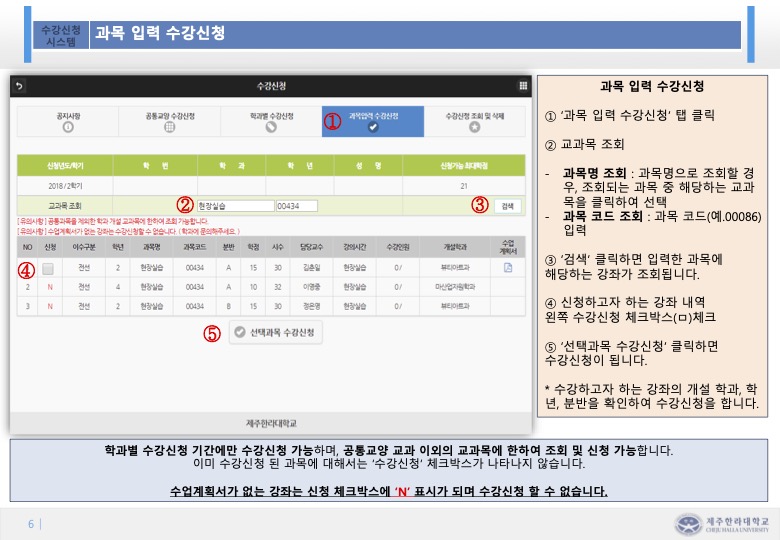 수강신청
시스템
과목 입력 수강신청
수강신청
공지사항
공통교양 수강신청
학과별 수강신청
① 과목입력 수강신청
수강신청 조회 및 삭제
신청년도/학기 학 번 학 과 학 년 성 명 신청가능 최대학점
2018 / 2학기 21
교과목 조회 ② 현장실습 00434 ③ 검색
[ 유의사항 ] 공통과목을 제외한 학과 개설 교과목에 한하여 조회 가능합니다.
[ 유의사항 ] 수업계획서가 없는 강좌는 수강신청할 수 없습니다. ( 학과에 문의하주세요. )
NO 신청 이수구분 학년 과목명 과목코드 분반 학점 시수 담당교수 강의시간 수강인원 개설학과 수업계획서
④ 전선 2 현장실습 00434 A 15 30 김춘일 현장실습 0 / 뷰티아트과
2 N 전선 4 현장실습 00434 A 10 32 이영중 현장실습 0 / 마산업자원학과
3 N 전선 2 현장실습 00434 B 15 30 정은영 현장실습 0 / 뷰티아트과
⑤ 선택과목 수강신청
제주한라대학교
과목 입력 수강신청
① ‘과목 입력 수강신청’ 탭 클릭
② 교과목 조회
- 과목명 조회 : 과목명으로 조회할 경
우, 조회되는 과목 중 해당하는 교과
목을 클릭하여 선택
- 과목 코드 조회 : 과목 코드(예.00086)
입력
③ ‘검색’ 클릭하면 입력한 과목에
해당하는 강좌가 조회됩니다.
④ 신청하고자 하는 강좌 내역
왼쪽 수강신청 체크박스(ㅁ)체크
⑤ ‘선택과목 수강신청’ 클릭하면
수강신청이 됩니다.
* 수강하고자 하는 강좌의 개설 학과, 학
년, 분반을 확인하여 수강신청을 합니다.
학과별 수강신청 기간에만 수강신청 가능하며, 공통교양 교과 이외의 교과목에 한하여 조회 및 신청 가능합니다.
이미 수강신청 된 과목에 대해서는 ‘수강신청’ 체크박스가 나타나지 않습니다.
수업계획서가 없는 강좌는 신청 체크박스에 ‘N’ 표시가 되며 수강신청 할 수 없습니다.
6 |
제주한라대학교
CHEJU HALLA UNIVERSITY